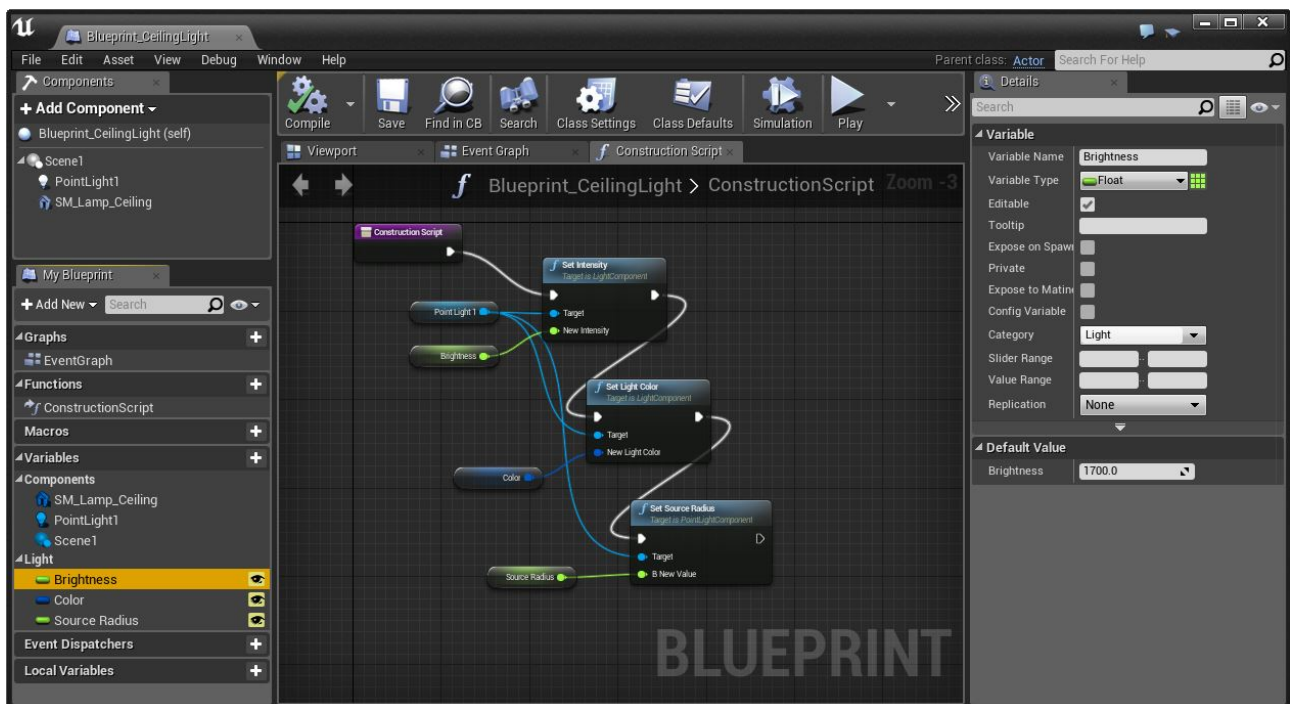 Blueprint_CeilingLight
File Edit Asset View Debug Window Help
Parent class: Actor Search For Help
Components
+ Add Component
Blueprint_CeilingLight (self)
Scene1
PointLight1
SM_Lamp_Ceiling
My Blueprint
+ Add New Search
Graphs
EventGraph
Functions
ConstructionScript
Macros
Variables
Components
SM_Lamp_Ceiling
PointLight1
Scene1
Light
Brightness
Color
Source Radius
Event Dispatchers
Local Variables
Compile Save Find in CB Search Class Settings Class Defaults Simulation Play
Viewport Event Graph Construction Script
Blueprint_CeilingLight > ConstructionScript Zoom -3
Construction Script
Set Intensity
Target is LightComponent
Point Light 1
Target
New Intensity
Brightness
Set Light Color
Target is LightComponent
Target
New Light Color
Color
Set Source Radius
Target is PointLightComponent
Target
Source Radius
B New Value
BLUEPRINT
Details
Search
Variable
Variable Name Brightness
Variable Type Float
Editable
Tooltip
Expose on Spawn
Private
Expose to Matin
Config Variable
Category Light
Slider Range
Value Range
Replication None
Default Value
Brightness 1700.0